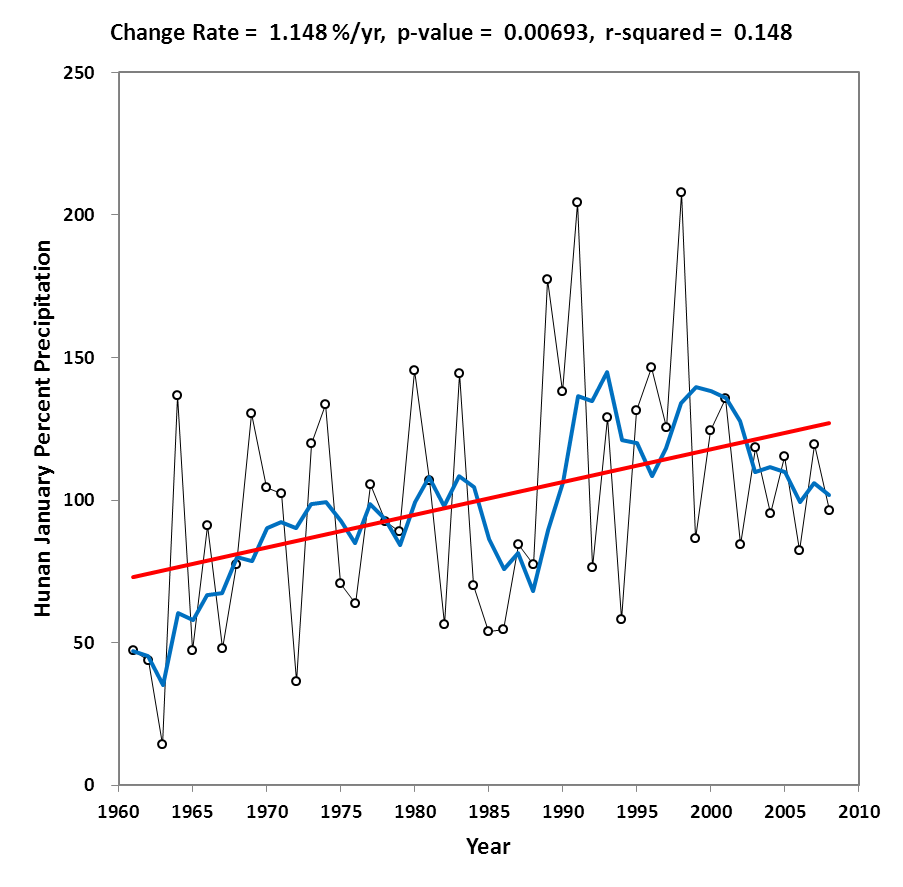 Change Rate = 1.148 %/yr, p-value = 0.00693, r-squared = 0.148
Hunan January Percent Precipitation
250
200
150
100
50
0
1960 1965 1970 1975 1980 1985 1990 1995 2000 2005 2010
Year